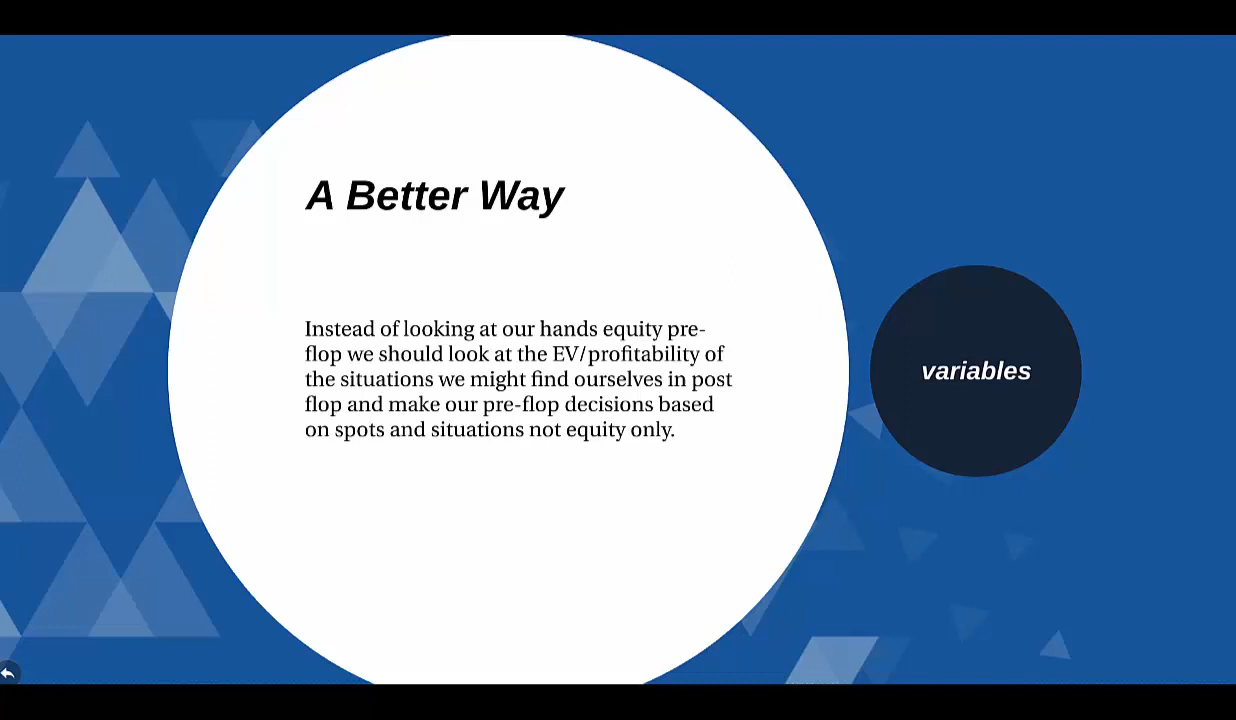 A Better Way
Instead of looking at our hands equity pre-
flop we should look at the EV/profitability of
the situations we might find ourselves in post
flop and make our pre-flop decisions based
on spots and situations not equity only.
variables